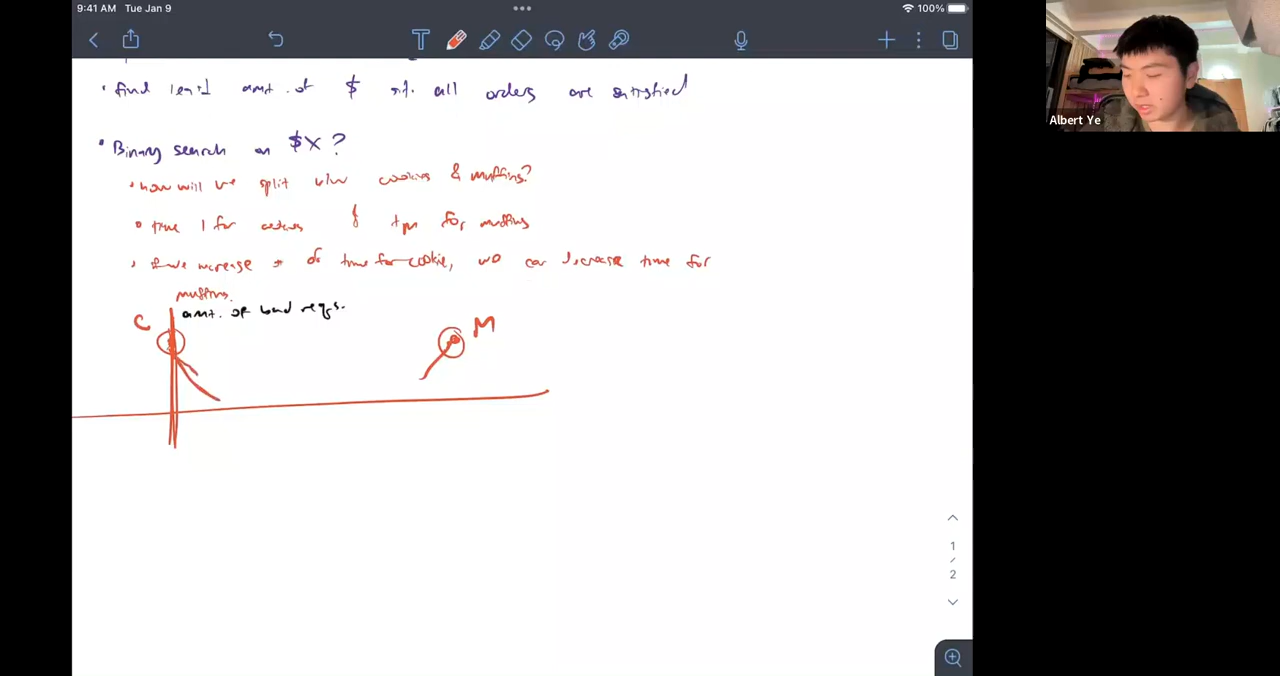 9:41 AM Tue Jan 9
100%
T
· find least amt. of $ s.t. all orders are satisfied
Albert Ye
· Binary search on $X?
· how will we split b/w cookies & muffins?
· time 1 for cookies & for muffins
· increase of time for cookie, we can decrease time for
muffins.
amt. of bad reqs.
C
M
1
/
2